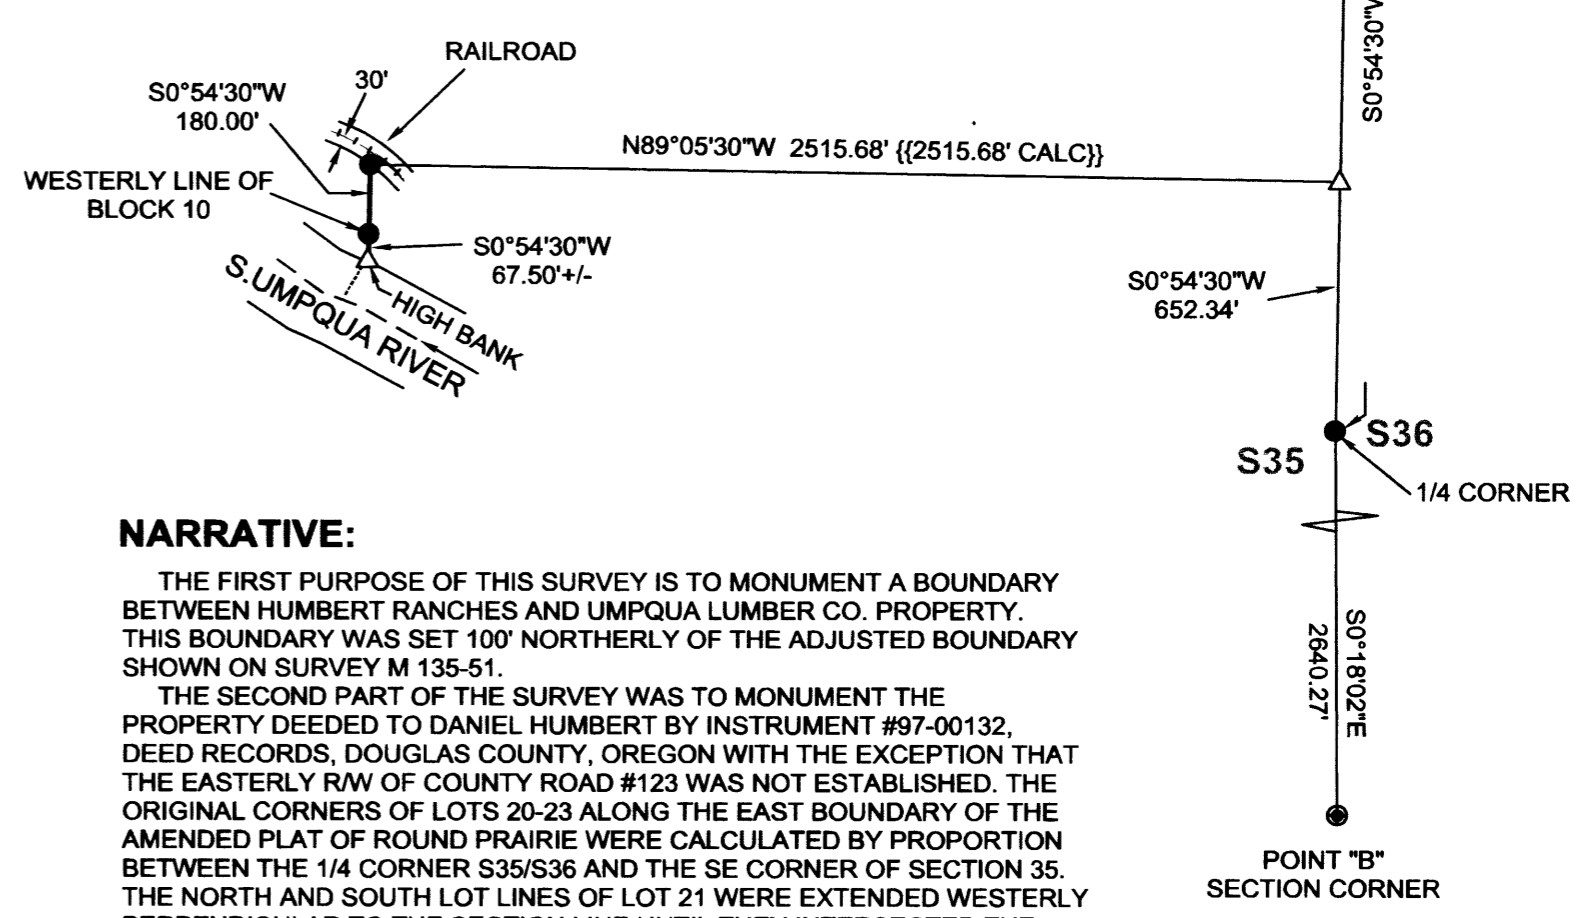 S0°54'30"W
RAILROAD
30'
S0°54'30"W
180.00'
N89°05'30"W 2515.68' {{2515.68' CALC}}
WESTERLY LINE OF
BLOCK 10
S0°54'30"W
67.50'+/-
S.UMPQUA RIVER
HIGH BANK
S0°54'30"W
652.34'
S36
S35
1/4 CORNER
S0°18'02"E
2640.27'
POINT "B"
SECTION CORNER
NARRATIVE:
THE FIRST PURPOSE OF THIS SURVEY IS TO MONUMENT A BOUNDARY
BETWEEN HUMBERT RANCHES AND UMPQUA LUMBER CO. PROPERTY.
THIS BOUNDARY WAS SET 100' NORTHERLY OF THE ADJUSTED BOUNDARY
SHOWN ON SURVEY M 135-51.
THE SECOND PART OF THE SURVEY WAS TO MONUMENT THE
PROPERTY DEEDED TO DANIEL HUMBERT BY INSTRUMENT #97-00132,
DEED RECORDS, DOUGLAS COUNTY, OREGON WITH THE EXCEPTION THAT
THE EASTERLY R/W OF COUNTY ROAD #123 WAS NOT ESTABLISHED. THE
ORIGINAL CORNERS OF LOTS 20-23 ALONG THE EAST BOUNDARY OF THE
AMENDED PLAT OF ROUND PRAIRIE WERE CALCULATED BY PROPORTION
BETWEEN THE 1/4 CORNER S35/S36 AND THE SE CORNER OF SECTION 35.
THE NORTH AND SOUTH LOT LINES OF LOT 21 WERE EXTENDED WESTERLY